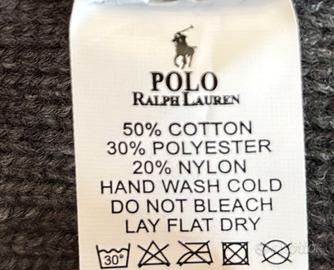 POLO
RALPH LAUREN
50% COTTON
30% POLYESTER
20% NYLON
HAND WASH COLD
DO NOT BLEACH
LAY FLAT DRY
30°